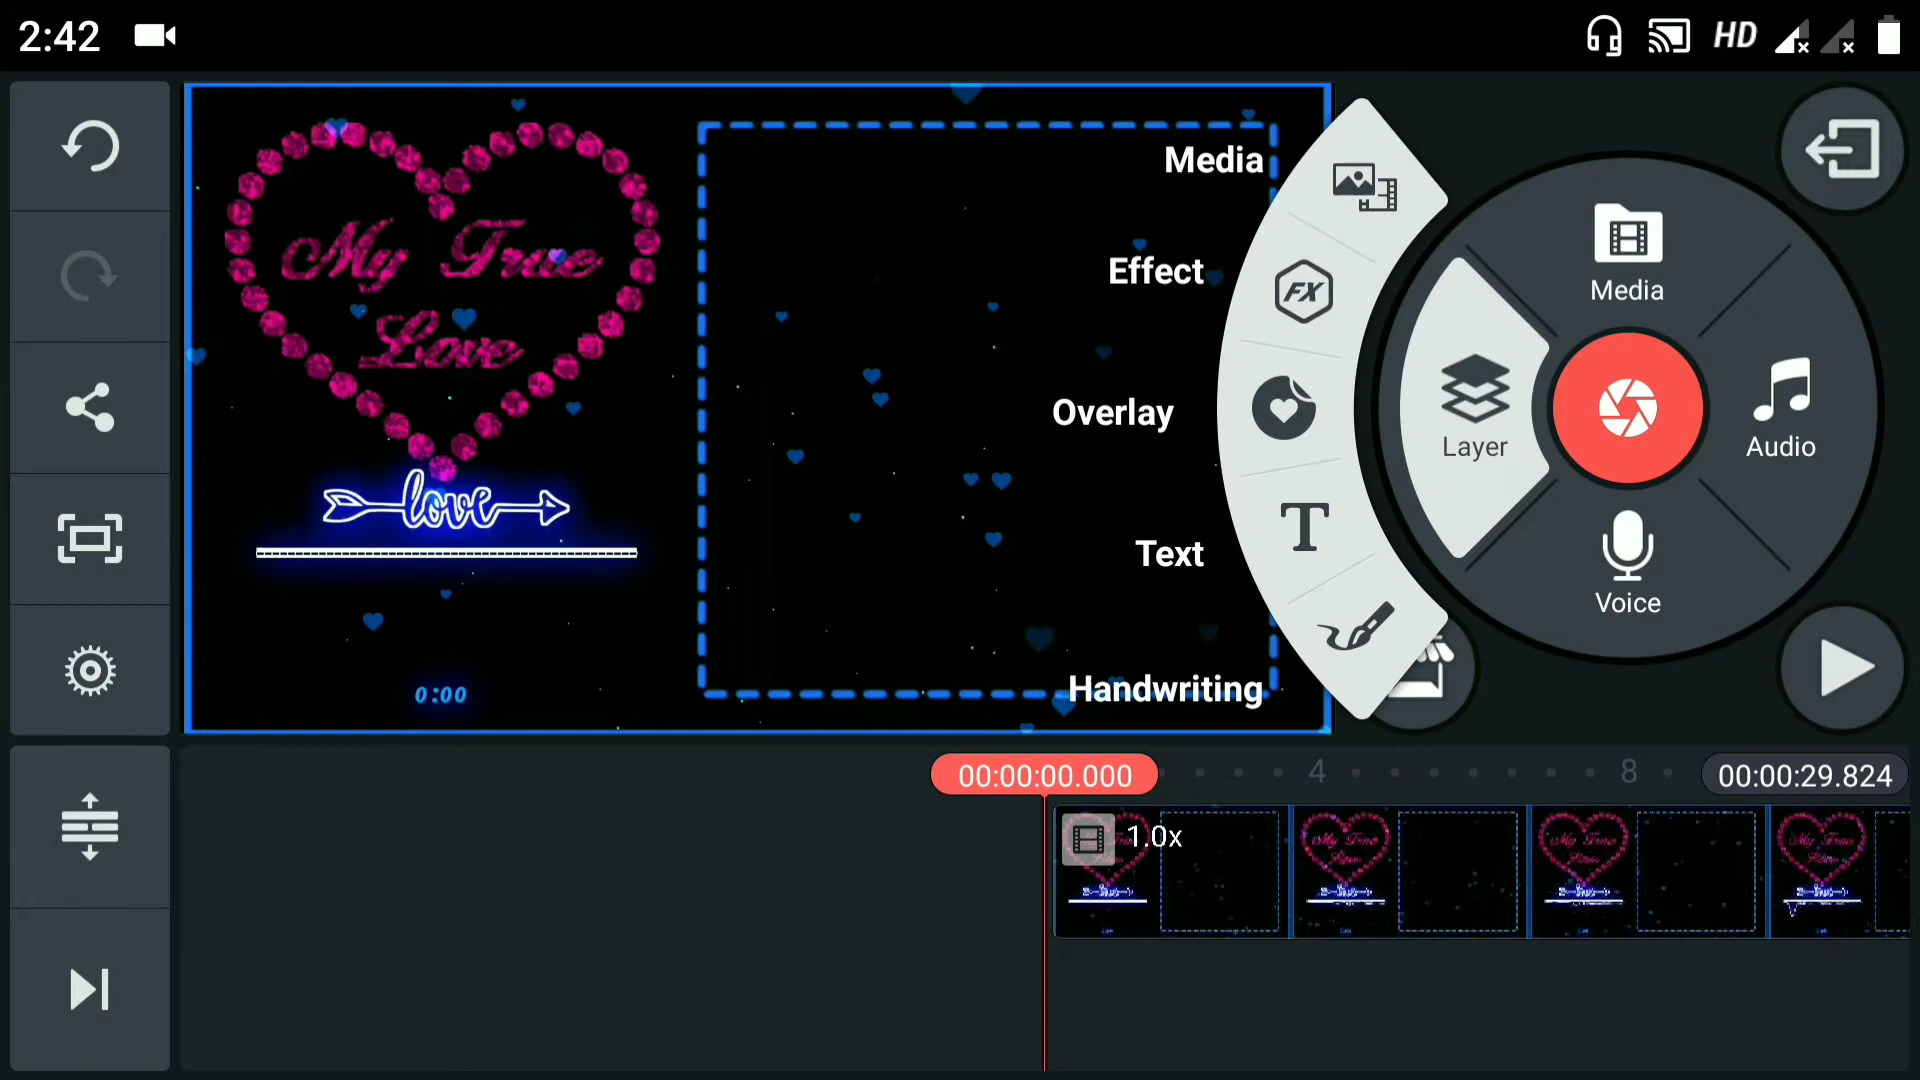 2:42
HD
My True
Love
love
0:00
Media
Effect
Overlay
Text
Handwriting
FX
T
Media
Layer
Audio
Voice
00:00:00.000
4
8
00:00:29.824
1.0x